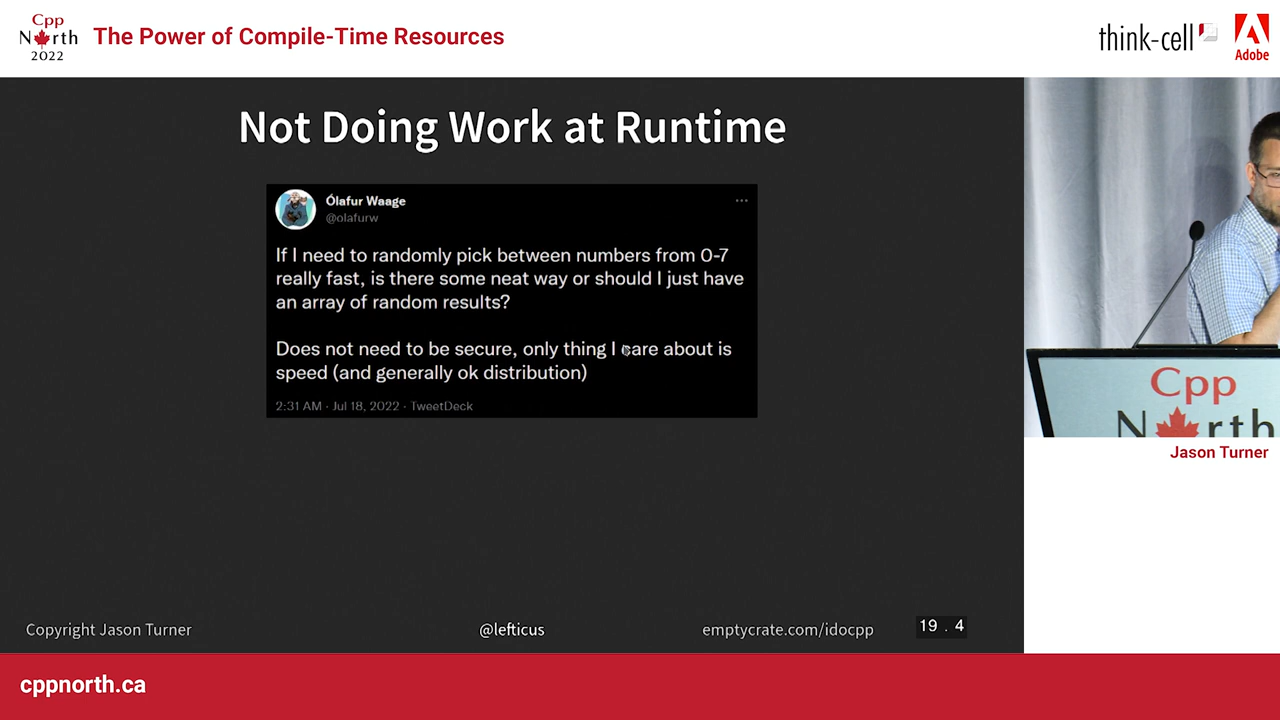 Cpp
North
2022
The Power of Compile-Time Resources
think-cell
Adobe
Not Doing Work at Runtime
Ólafur Waage
@olafurw
If I need to randomly pick between numbers from 0-7
really fast, is there some neat way or should I just have
an array of random results?
Does not need to be secure, only thing I care about is
speed (and generally ok distribution)
2:31 AM · Jul 18, 2022 · TweetDeck
Cpp
North
Jason Turner
Copyright Jason Turner
@lefticus
emptycrate.com/idocpp
19 . 4
cppnorth.ca